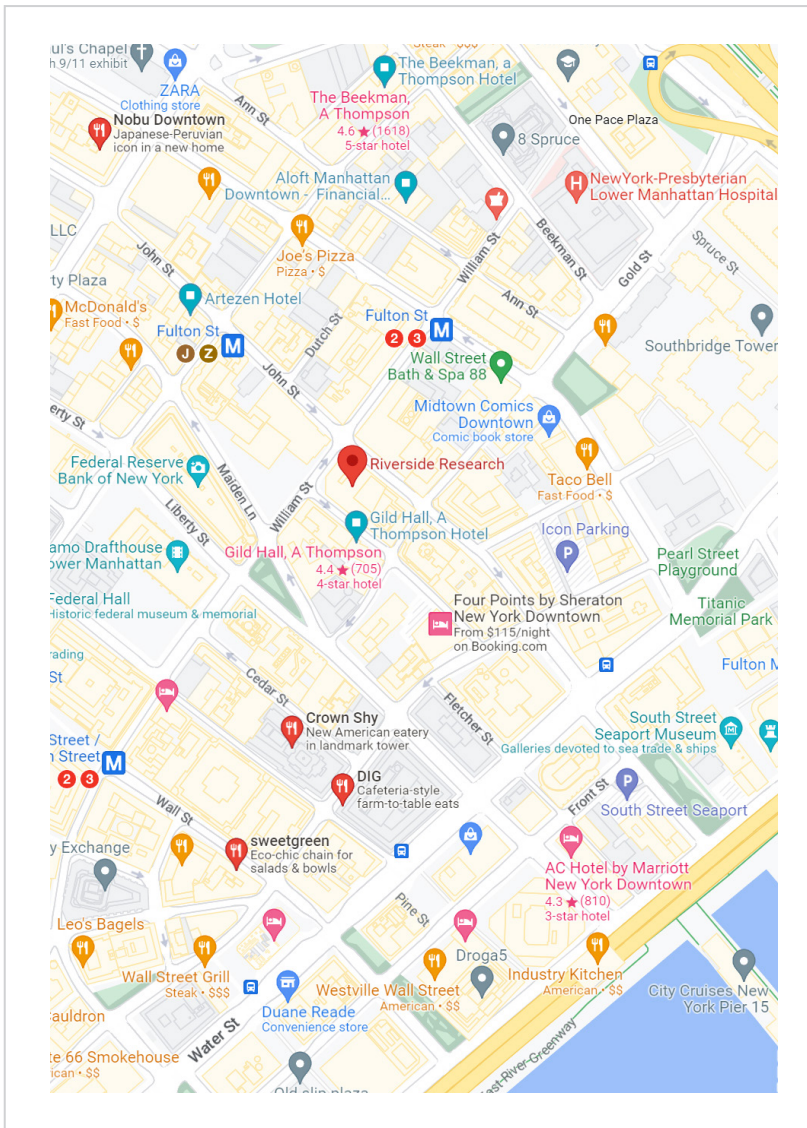 ul's Chapel
h 9/11 exhibit
Steak · $$$
ZARA
Clothing store
Ann St
The Beekman, a
Thompson Hotel
The Beekman,
A Thompson
4.6 ★ (1618)
5-star hotel
Nobu Downtown
Japanese-Peruvian
icon in a new home
8 Spruce
One Pace Plaza
Aloft Manhattan
Downtown - Financial...
H
NewYork-Presbyterian
Lower Manhattan Hospital
LLC
John St
Joe's Pizza
Pizza · $
William St
Beekman St
Gold St
Spruce St
ty Plaza
Artezen Hotel
Ann St
McDonald's
Fast Food · $
Fulton St
J Z M
Dutch St
Fulton St
2 3 M
Southbridge Tower
Wall Street
Bath & Spa 88
John St
erty St
Midtown Comics
Downtown
Comic book store
Federal Reserve
Bank of New York
Maiden Ln
Riverside Research
Taco Bell
Fast Food · $
Liberty St
William St
Gild Hall, A
Thompson Hotel
Icon Parking
P
amo Drafthouse
ower Manhattan
Gild Hall, A Thompson
4.4 ★ (705)
4-star hotel
Pearl Street
Playground
Federal Hall
Historic federal museum & memorial
Four Points by Sheraton
New York Downtown
From $115/night
on Booking.com
Titanic
Memorial Park
rading
St
Fulton M
Cedar St
Fletcher St
Crown Shy
New American eatery
in landmark tower
South Street
Seaport Museum
Galleries devoted to sea trade & ships
Street /
n Street
M
2 3
DIG
Cafeteria-style
farm-to-table eats
Front St
P
South Street Seaport
Wall St
y Exchange
sweetgreen
Eco-chic chain for
salads & bowls
AC Hotel by Marriott
New York Downtown
4.3 ★ (810)
3-star hotel
Pine St
Leo's Bagels
Wall Street Grill
Steak · $$$
Droga5
Westville Wall Street
American · $$
Industry Kitchen
American · $$
City Cruises New
York Pier 15
Duane Reade
Convenience store
auldron
Water St
te 66 Smokehouse
ican · $$
East-River-Greenway
Old slip plaza